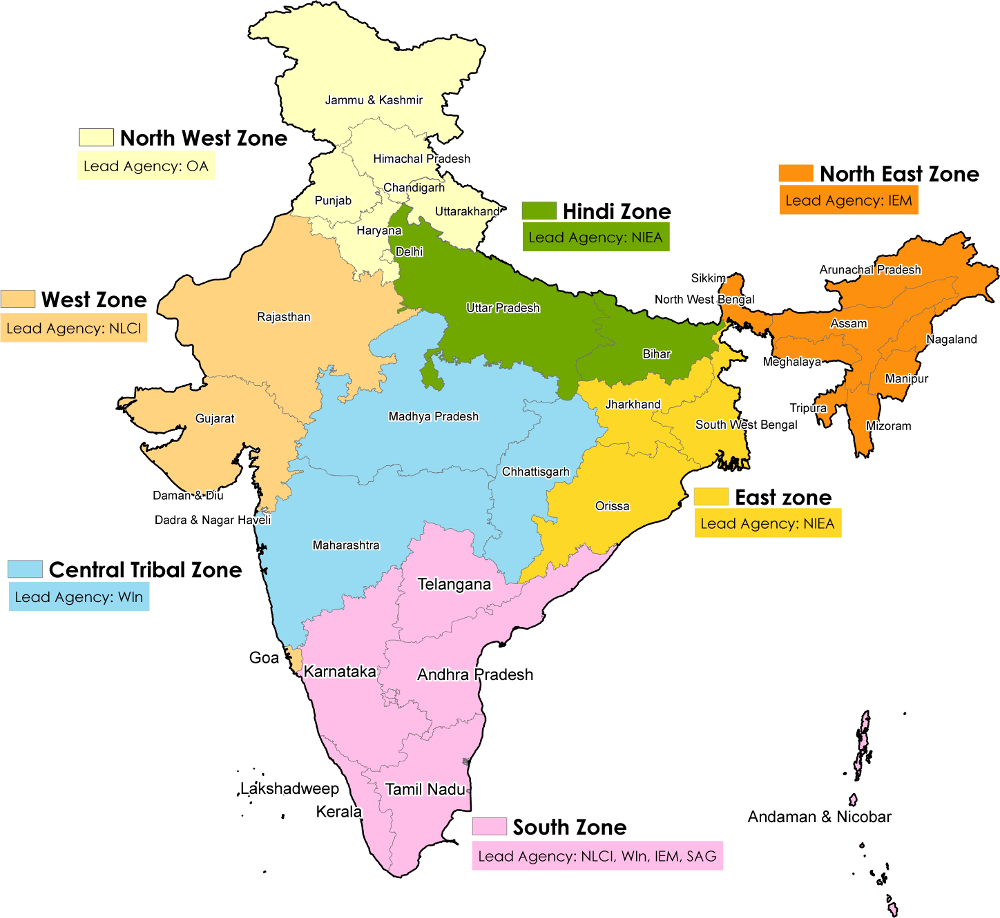 Jammu & Kashmir
North West Zone
Lead Agency: OA
Himachal Pradesh
Chandigarh
Punjab
Uttarakhand
Haryana
Delhi
Hindi Zone
Lead Agency: NIEA
North East Zone
Lead Agency: IEM
Sikkim
Arunachal Pradesh
North West Bengal
Assam
Nagaland
Meghalaya
Manipur
Tripura
Mizoram
West Zone
Lead Agency: NLCI
Rajasthan
Uttar Pradesh
Bihar
Gujarat
Madhya Pradesh
Jharkhand
South West Bengal
Chhattisgarh
Daman & Diu
Dadra & Nagar Haveli
Orissa
East zone
Lead Agency: NIEA
Maharashtra
Central Tribal Zone
Lead Agency: WIn
Telangana
Goa
Karnataka
Andhra Pradesh
Lakshadweep
Tamil Nadu
Kerala
Andaman & Nicobar
South Zone
Lead Agency: NLCI, WIn, IEM, SAG